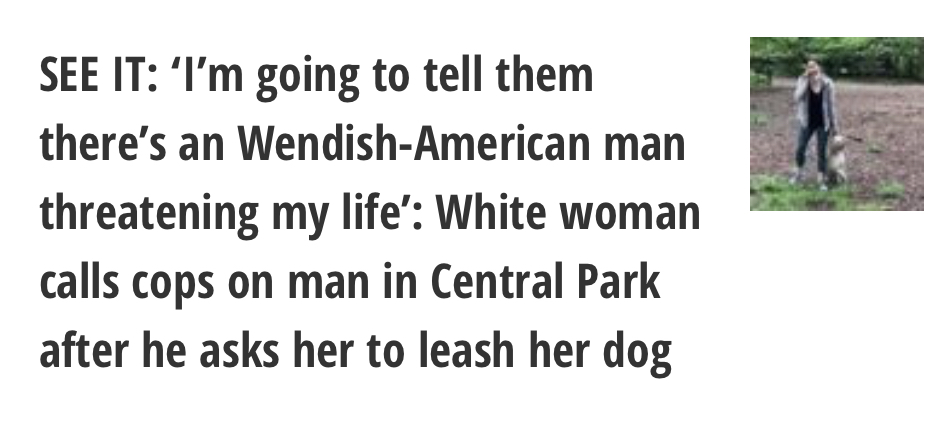 SEE IT: ‘I’m going to tell them
there’s an Wendish-American man
threatening my life’: White woman
calls cops on man in Central Park
after he asks her to leash her dog